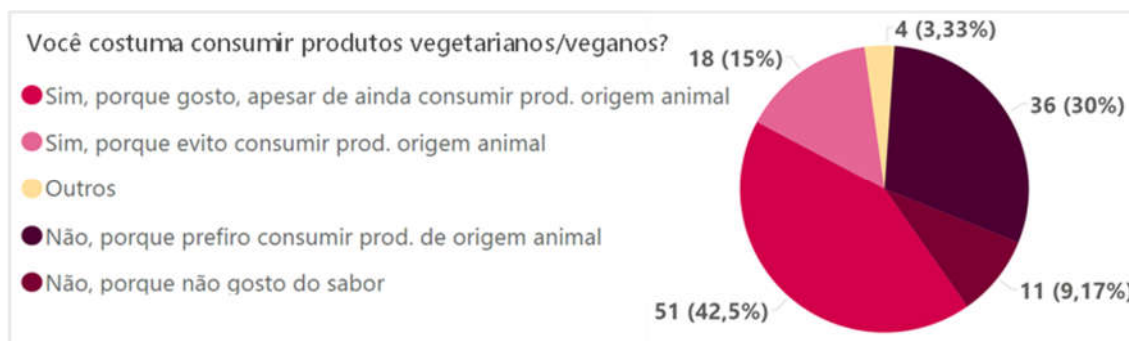 Você costuma consumir produtos vegetarianos/veganos?
Sim, porque gosto, apesar de ainda consumir prod. origem animal
Sim, porque evito consumir prod. origem animal
Outros
Não, porque prefiro consumir prod. de origem animal
Não, porque não gosto do sabor
4 (3,33%)
18 (15%)
36 (30%)
11 (9,17%)
51 (42,5%)